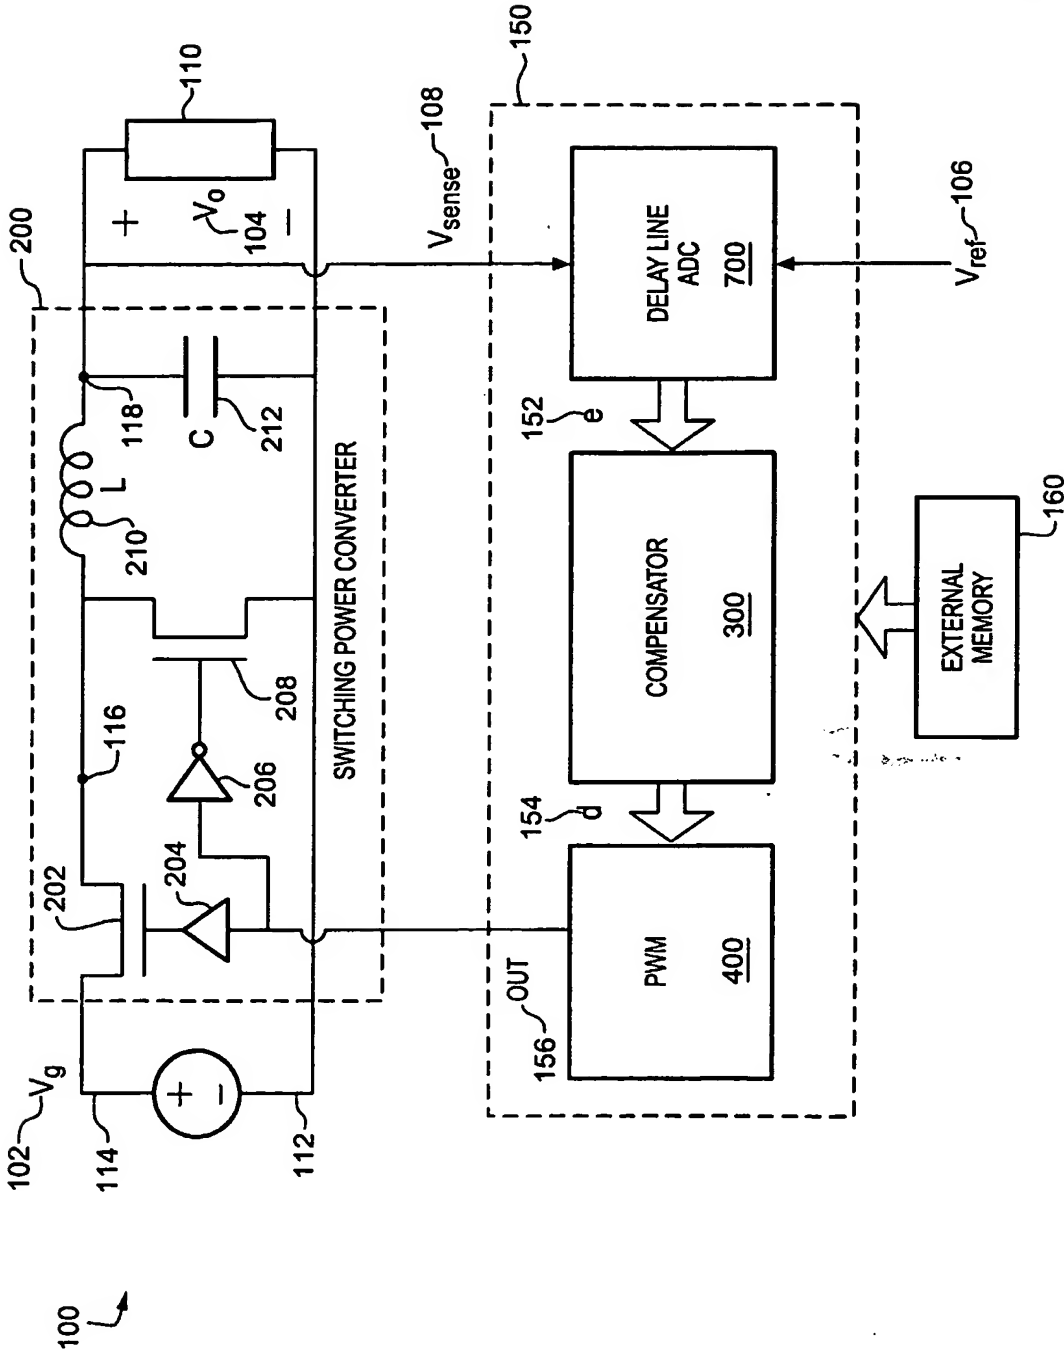 100
102 Vg
114
112
202
204
206
116
208
210
L
118
C
212
200
SWITCHING POWER CONVERTER
+
−
+
Vo
104
−
110
Vsense 108
150
156 OUT
PWM
400
154
d
COMPENSATOR
300
152
e
DELAY LINE
ADC
700
Vref 106
EXTERNAL
MEMORY
160